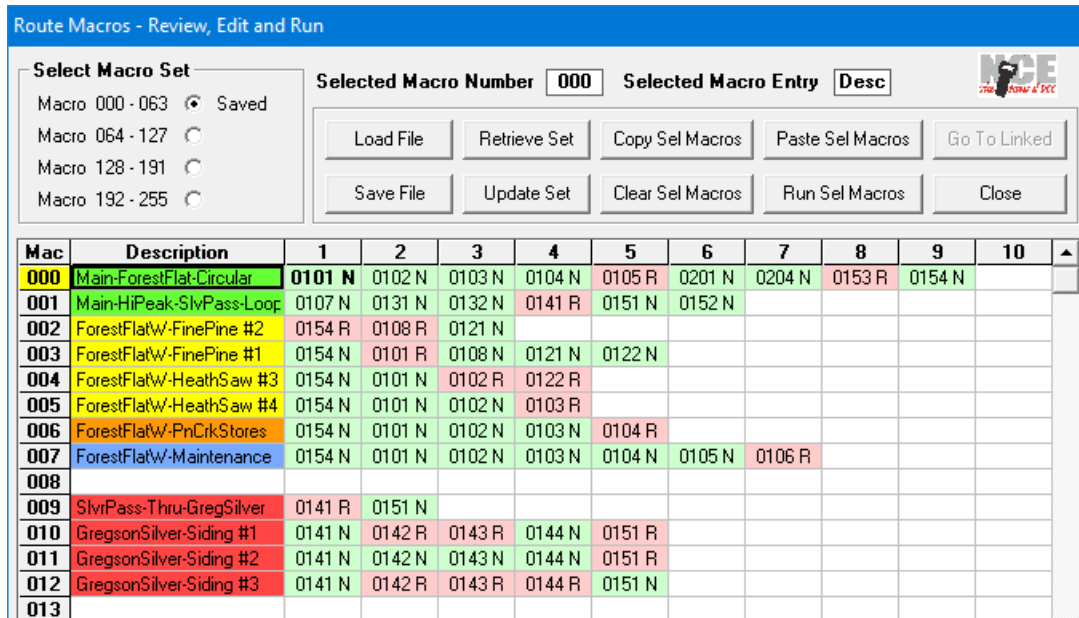 Route Macros - Review, Edit and Run
Select Macro Set
Macro 000 - 063 Saved
Macro 064 - 127
Macro 128 - 191
Macro 192 - 255
Selected Macro Number 000 Selected Macro Entry Desc
NCE
Load File Retrieve Set Copy Sel Macros Paste Sel Macros Go To Linked
Save File Update Set Clear Sel Macros Run Sel Macros Close
Mac Description 1 2 3 4 5 6 7 8 9 10
000 Main-ForestFlat-Circular 0101 N 0102 N 0103 N 0104 N 0105 R 0201 N 0204 N 0153 R 0154 N
001 Main-HiPeak-SlvPass-Loop 0107 N 0131 N 0132 N 0141 R 0151 N 0152 N
002 ForestFlatW-FinePine #2 0154 R 0108 R 0121 N
003 ForestFlatW-FinePine #1 0154 N 0101 R 0108 N 0121 N 0122 N
004 ForestFlatW-HeathSaw #3 0154 N 0101 N 0102 R 0122 R
005 ForestFlatW-HeathSaw #4 0154 N 0101 N 0102 N 0103 R
006 ForestFlatW-PnCrkStores 0154 N 0101 N 0102 N 0103 N 0104 R
007 ForestFlatW-Maintenance 0154 N 0101 N 0102 N 0103 N 0104 N 0105 N 0106 R
008
009 SlvrPass-Thru-GregSilver 0141 R 0151 N
010 GregsonSilver-Siding #1 0141 N 0142 R 0143 R 0144 N 0151 R
011 GregsonSilver-Siding #2 0141 N 0142 N 0143 N 0144 N 0151 R
012 GregsonSilver-Siding #3 0141 N 0142 R 0143 R 0144 R 0151 N
013